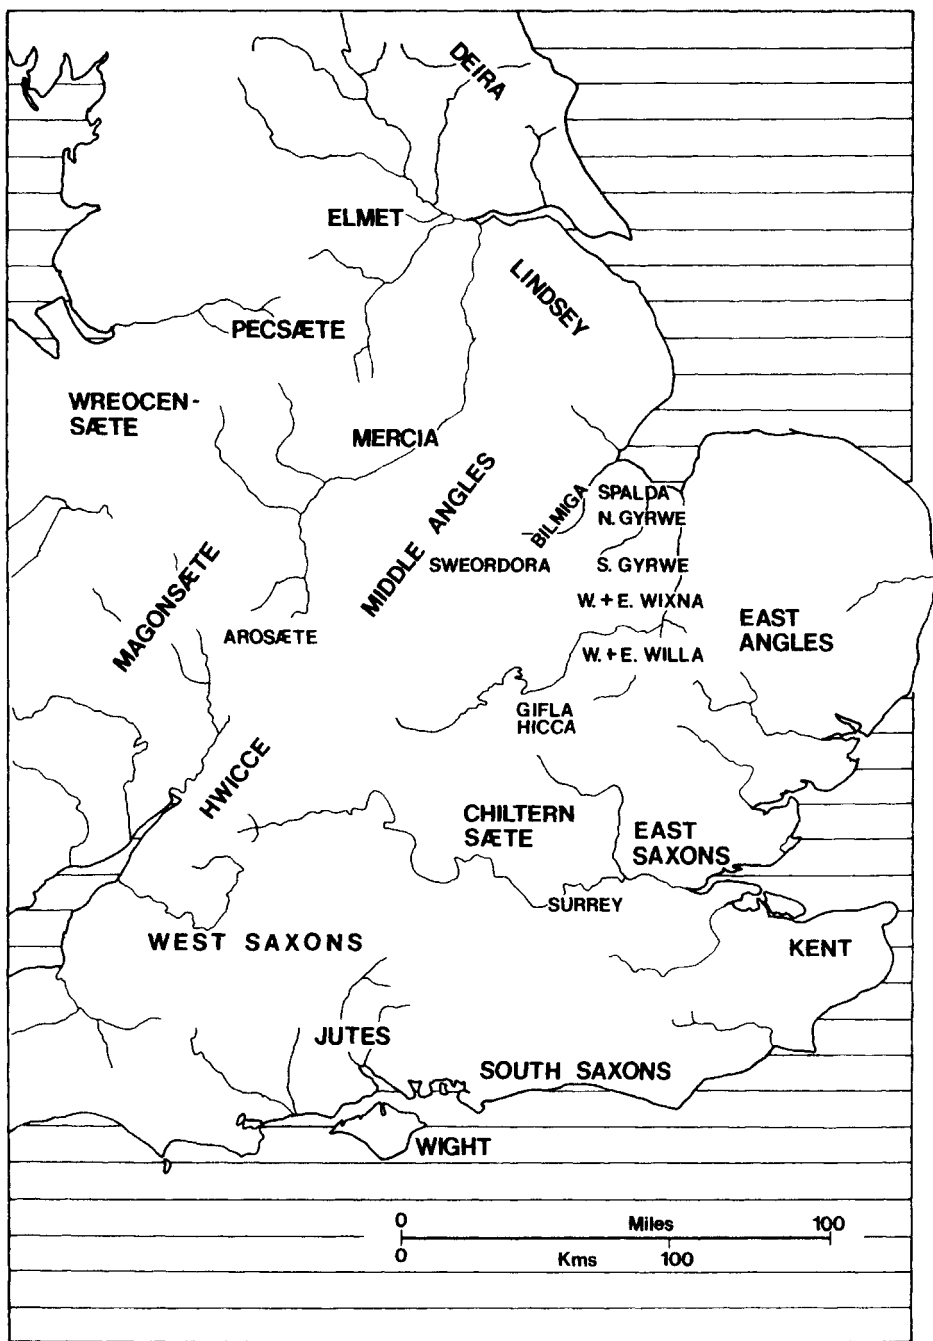 DEIRA
ELMET
LINDSEY
PECSÆTE
WREOCEN-
SÆTE
MERCIA
MIDDLE ANGLES
BILMIGA
SPALDA
N. GYRWE
SWEORDORA
S. GYRWE
MAGONSÆTE
W. + E. WIXNA
EAST
ANGLES
AROSÆTE
W. + E. WILLA
GIFLA
HICCA
HWICCE
CHILTERN
SÆTE
EAST
SAXONS
SURREY
WEST SAXONS
KENT
JUTES
SOUTH SAXONS
WIGHT
0 Miles 100
0 Kms 100